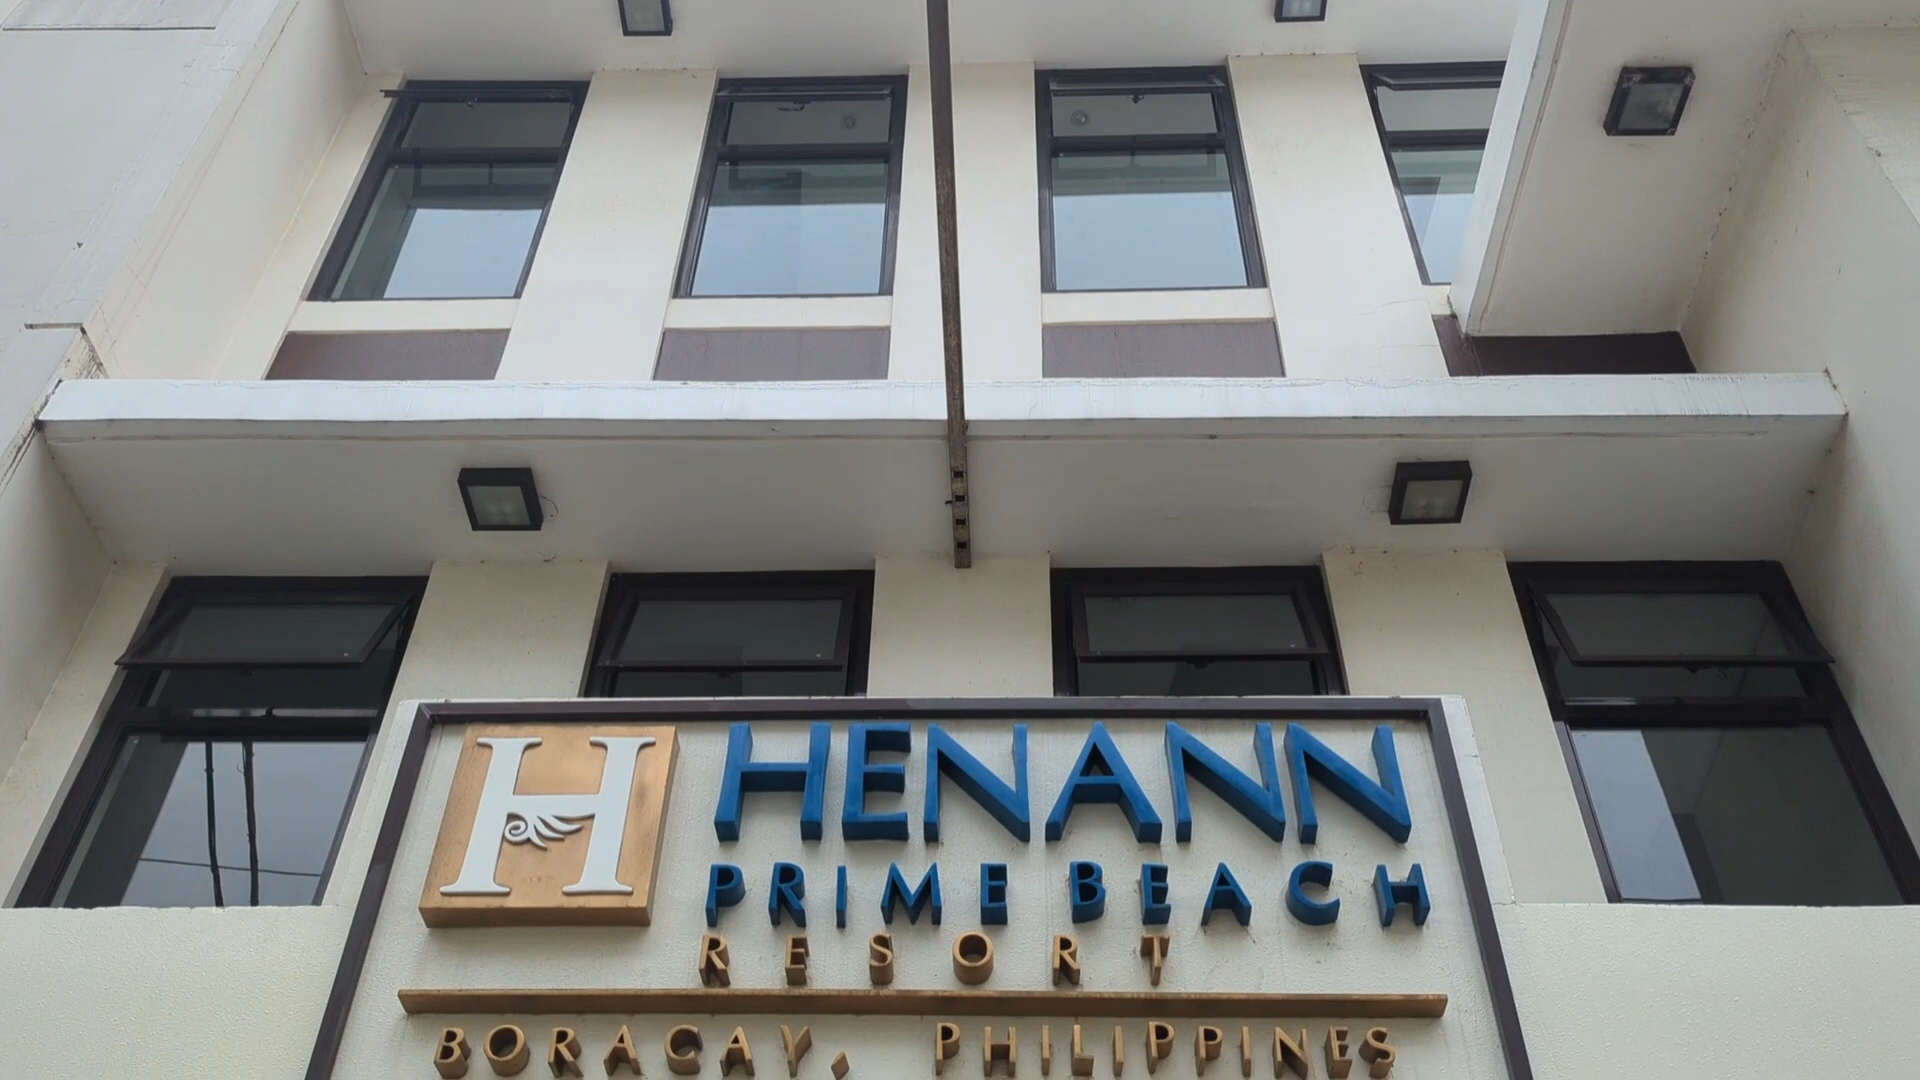 H
HENANN
PRIME BEACH
RESORT
BORACAY, PHILIPPINES